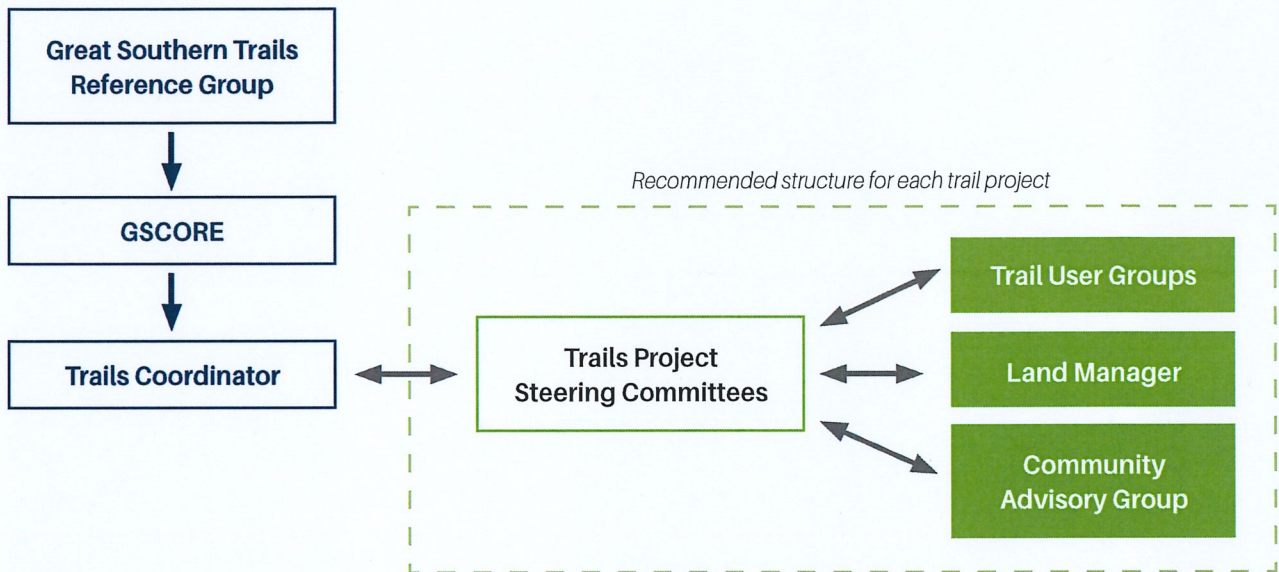 Great Southern Trails
Reference Group
GSCORE
Trails Coordinator
Recommended structure for each trail project
Trails Project
Steering Committees
Trail User Groups
Land Manager
Community
Advisory Group